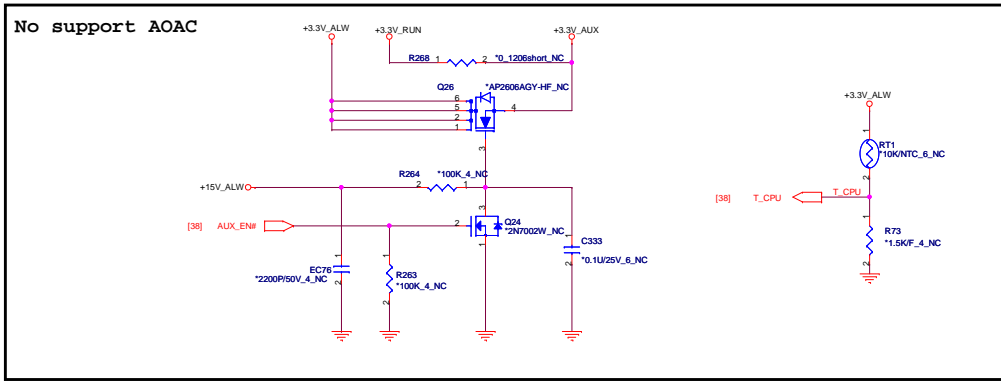 No support AOAC
+3.3V_ALW
+3.3V_RUN
+3.3V_AUX
R268
1
2
*0_1206short_NC
Q26
*AP2606AGY-HF_NC
6
5
2
1
4
3
+3.3V_ALW
1
RT1
*10K/NTC_6_NC
2
R264
*100K_4_NC
+15V_ALW
2
1
[38] T_CPU
T_CPU
[38] AUX_EN#
2
3
Q24
*2N7002W_NC
1
1
R73
*1.5K/F_4_NC
2
1
C333
*0.1U/25V_6_NC
2
1
EC76
*2200P/50V_4_NC
2
1
R263
*100K_4_NC
2